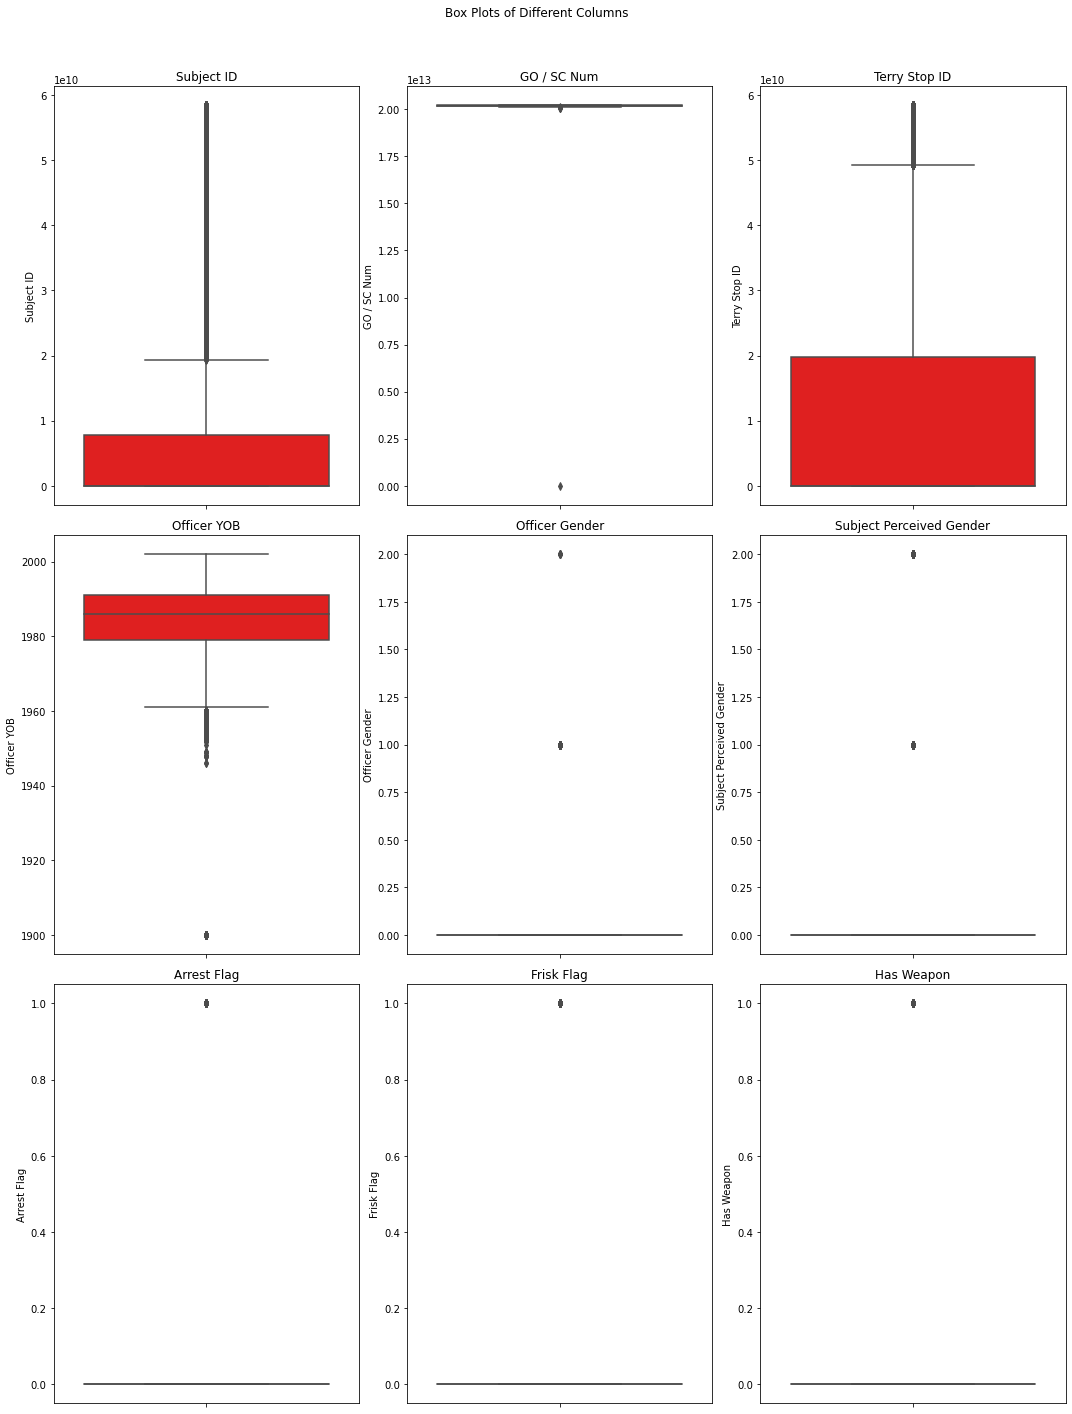 Box Plots of Different Columns
Subject ID
1e10
6
5
4
3
2
1
0
Subject ID
GO / SC Num
1e13
2.00
1.75
1.50
1.25
1.00
0.75
0.50
0.25
0.00
GO / SC Num
Terry Stop ID
1e10
6
5
4
3
2
1
0
Terry Stop ID
Officer YOB
2000
1980
1960
1940
1920
1900
Officer YOB
Officer Gender
2.00
1.75
1.50
1.25
1.00
0.75
0.50
0.25
0.00
Officer Gender
Subject Perceived Gender
2.00
1.75
1.50
1.25
1.00
0.75
0.50
0.25
0.00
Subject Perceived Gender
Arrest Flag
1.0
0.8
0.6
0.4
0.2
0.0
Arrest Flag
Frisk Flag
1.0
0.8
0.6
0.4
0.2
0.0
Frisk Flag
Has Weapon
1.0
0.8
0.6
0.4
0.2
0.0
Has Weapon